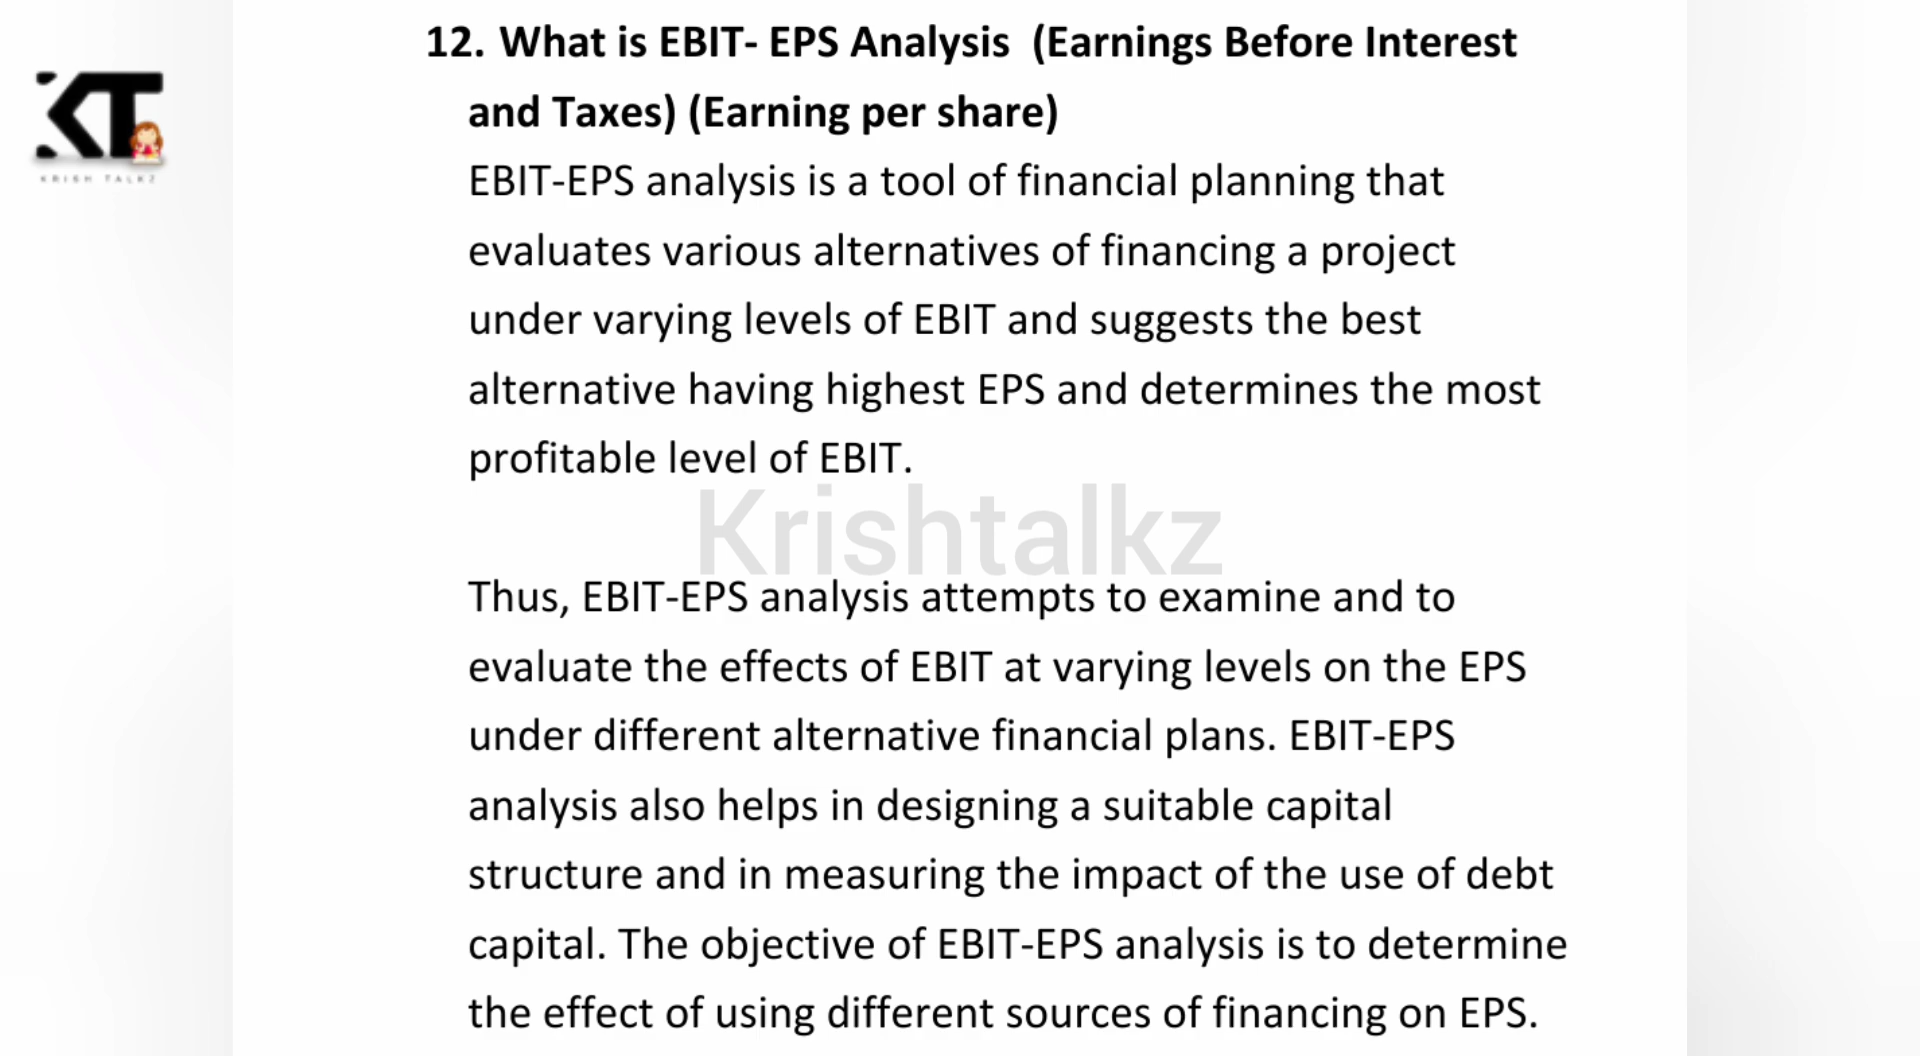 12. What is EBIT- EPS Analysis (Earnings Before Interest
and Taxes) (Earning per share)
EBIT-EPS analysis is a tool of financial planning that
evaluates various alternatives of financing a project
under varying levels of EBIT and suggests the best
alternative having highest EPS and determines the most
profitable level of EBIT.
Krishtalkz
Thus, EBIT-EPS analysis attempts to examine and to
evaluate the effects of EBIT at varying levels on the EPS
under different alternative financial plans. EBIT-EPS
analysis also helps in designing a suitable capital
structure and in measuring the impact of the use of debt
capital. The objective of EBIT-EPS analysis is to determine
the effect of using different sources of financing on EPS.
KT
KRISH TALKZ